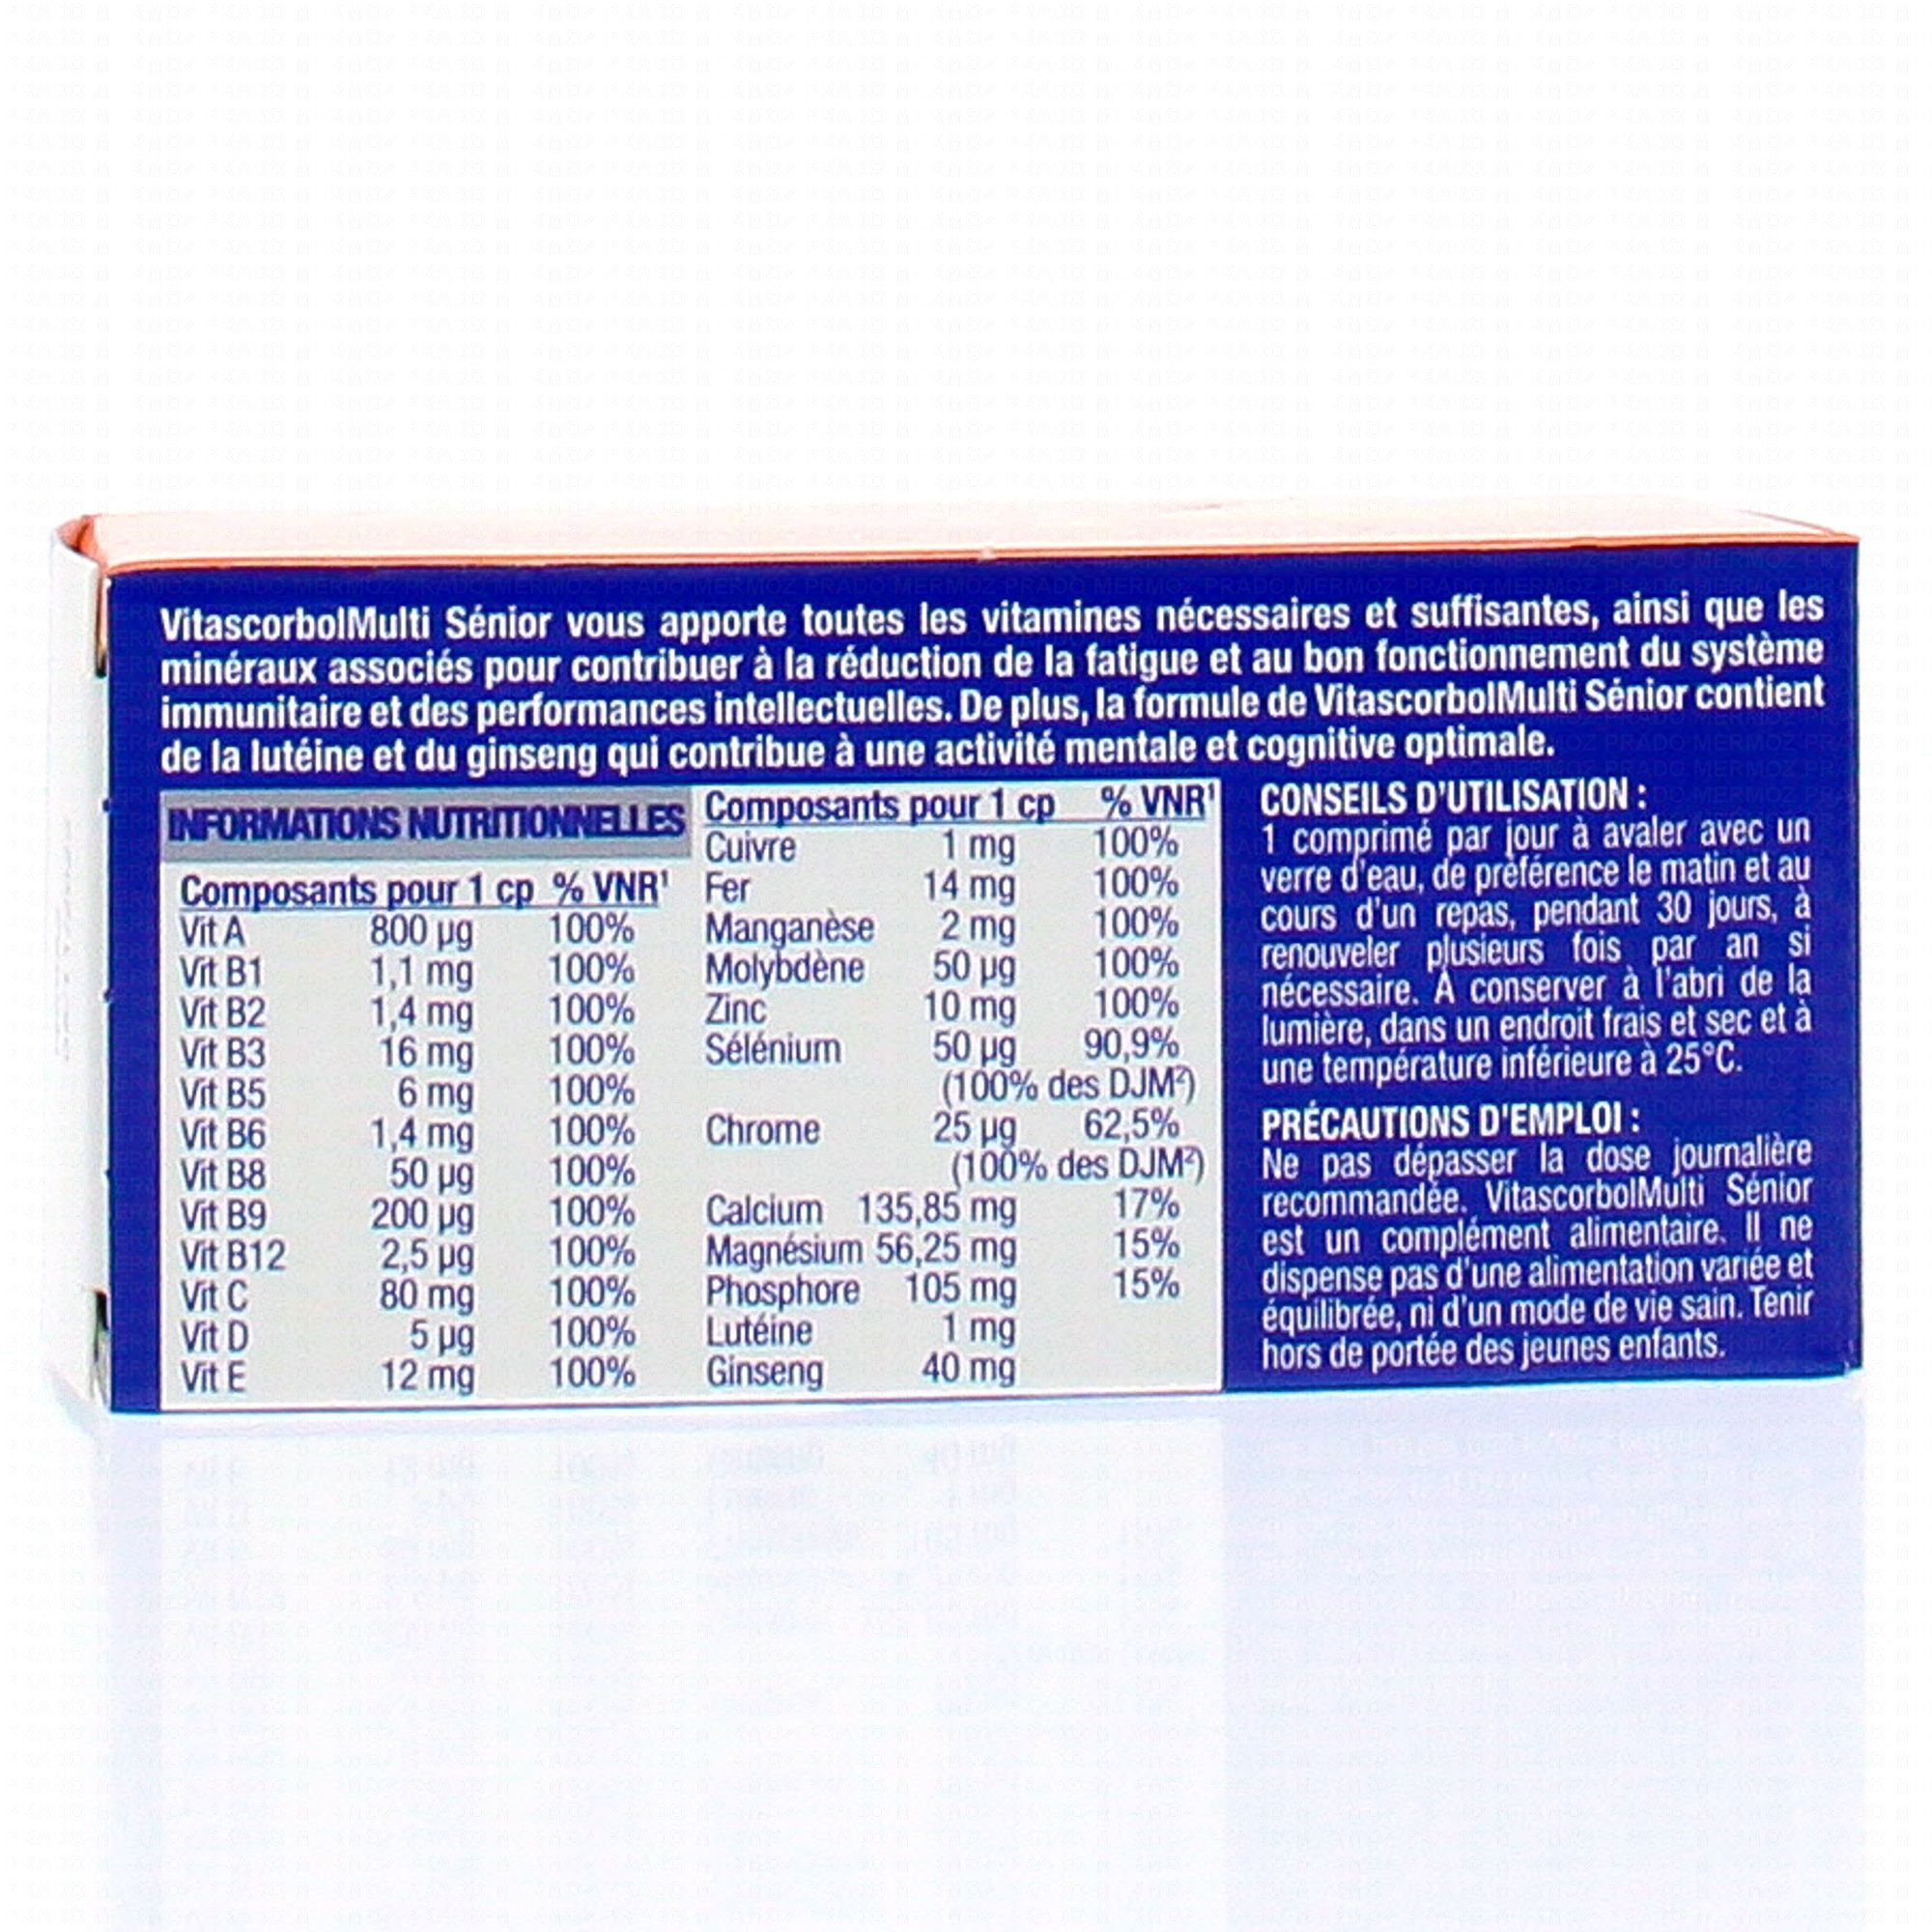 VitascorbolMulti Sénior vous apporte toutes les vitamines nécessaires et suffisantes, ainsi que les
minéraux associés pour contribuer à la réduction de la fatigue et au bon fonctionnement du système
immunitaire et des performances intellectuelles. De plus, la formule de VitascorbolMulti Sénior contient
de la lutéine et du ginseng qui contribue à une activité mentale et cognitive optimale.
INFORMATIONS NUTRITIONNELLES
Composants pour 1 cp % VNR¹
Vit A 800 µg 100%
Vit B1 1,1 mg 100%
Vit B2 1,4 mg 100%
Vit B3 16 mg 100%
Vit B5 6 mg 100%
Vit B6 1,4 mg 100%
Vit B8 50 µg 100%
Vit B9 200 µg 100%
Vit B12 2,5 µg 100%
Vit C 80 mg 100%
Vit D 5 µg 100%
Vit E 12 mg 100%
Composants pour 1 cp % VNR¹
Cuivre 1 mg 100%
Fer 14 mg 100%
Manganèse 2 mg 100%
Molybdène 50 µg 100%
Zinc 10 mg 100%
Sélénium 50 µg 90,9%
(100% des DJM²)
Chrome 25 µg 62,5%
(100% des DJM²)
Calcium 135,85 mg 17%
Magnésium 56,25 mg 15%
Phosphore 105 mg 15%
Lutéine 1 mg
Ginseng 40 mg
CONSEILS D'UTILISATION :
1 comprimé par jour à avaler avec un
verre d'eau, de préférence le matin et au
cours d'un repas, pendant 30 jours, à
renouveler plusieurs fois par an si
nécessaire. À conserver à l'abri de la
lumière, dans un endroit frais et sec et à
une température inférieure à 25°C.
PRÉCAUTIONS D'EMPLOI :
Ne pas dépasser la dose journalière
recommandée. VitascorbolMulti Sénior
est un complément alimentaire. Il ne
dispense pas d'une alimentation variée et
équilibrée, ni d'un mode de vie sain. Tenir
hors de portée des jeunes enfants.